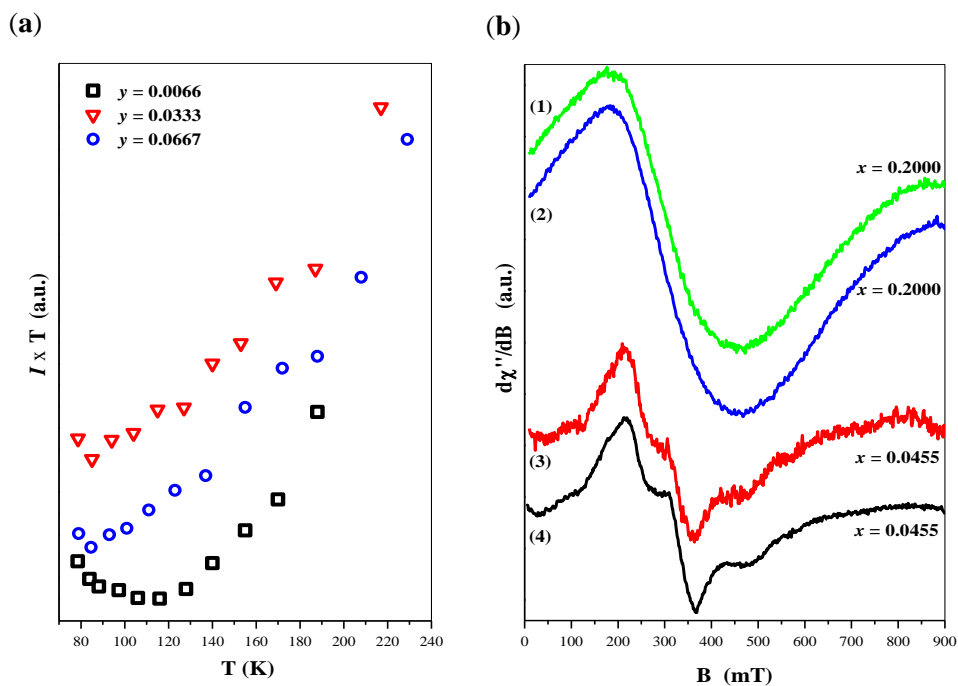 (a)
y = 0.0066
y = 0.0333
y = 0.0667
I x T (a.u.)
80 100 120 140 160 180 200 220 240
T (K)
(b)
(1)
x = 0.2000
(2)
x = 0.2000
(3)
x = 0.0455
(4)
x = 0.0455
dχ''/dB (a.u.)
0 100 200 300 400 500 600 700 800 900
B (mT)